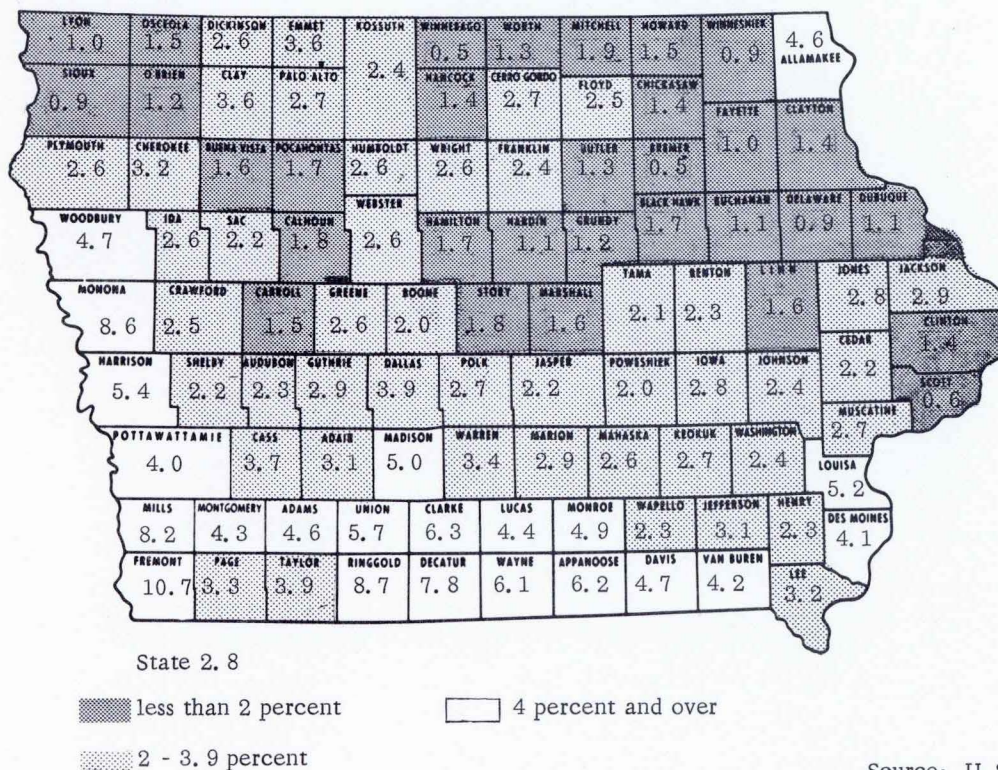 LYON OSCEOLA DICKINSON EMMET KOSSUTH WINNEBAGO WORTH MITCHELL HOWARD WINNESHIEK
1.0 1.5 2.6 3.6 2.4 0.5 1.3 1.9 1.5 0.9 4.6
ALLAMAKEE
SIOUX O'BRIEN CLAY PALO ALTO HANCOCK CERRO GORDO FLOYD CHICKASAW
0.9 1.2 3.6 2.7 1.4 2.7 2.5 1.4
FAYETTE CLAYTON
1.0 1.4
PLYMOUTH CHEROKEE BUENA VISTA POCAHONTAS HUMBOLDT WRIGHT FRANKLIN BUTLER BREMER
2.6 3.2 1.6 1.7 2.6 2.6 2.4 1.3 0.5
WOODBURY IDA SAC CALHOUN WEBSTER HAMILTON HARDIN GRUNDY BLACK HAWK BUCHANAN DELAWARE DUBUQUE
4.7 2.6 2.2 1.8 2.6 1.7 1.1 1.2 1.7 1.1 0.9 1.1
TAMA BENTON LINN JONES JACKSON
2.1 2.3 1.6 2.8 2.9
MONONA CRAWFORD CARROLL GREENE BOONE STORY MARSHALL
8.6 2.5 1.5 2.6 2.0 1.8 1.6
CLINTON
1.4
CEDAR
2.2
HARRISON SHELBY AUDUBON GUTHRIE DALLAS POLK JASPER POWESHIEK IOWA JOHNSON
5.4 2.2 2.3 2.9 3.9 2.7 2.2 2.0 2.8 2.4
SCOTT
0.6
MUSCATINE
2.7
POTTAWATTAMIE CASS ADAIR MADISON WARREN MARION MAHASKA KEOKUK WASHINGTON
4.0 3.7 3.1 5.0 3.4 2.9 2.6 2.7 2.4
LOUISA
5.2
MILLS MONTGOMERY ADAMS UNION CLARKE LUCAS MONROE WAPELLO JEFFERSON HENRY DES MOINES
8.2 4.3 4.6 5.7 6.3 4.4 4.9 2.3 3.1 2.3 4.1
FREMONT PAGE TAYLOR RINGGOLD DECATUR WAYNE APPANOOSE DAVIS VAN BUREN LEE
10.7 3.3 3.9 8.7 7.8 6.1 6.2 4.7 4.2 3.2
State 2.8
less than 2 percent
4 percent and over
2 - 3.9 percent
Source: U.